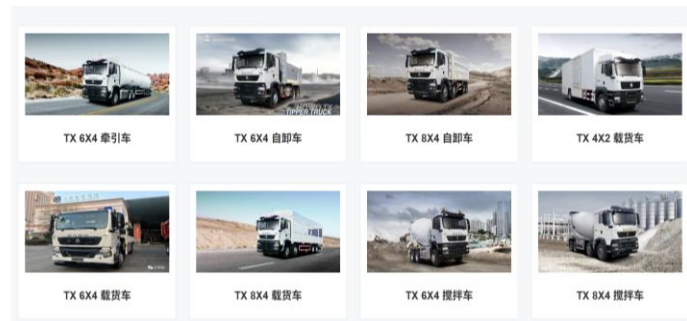 TIPPER TRUCK
TX 6X4 牵引车
TX 6X4 自卸车
TX 8X4 自卸车
TX 4X2 载货车
TX 6X4 载货车
TX 8X4 载货车
TX 6X4 搅拌车
TX 8X4 搅拌车